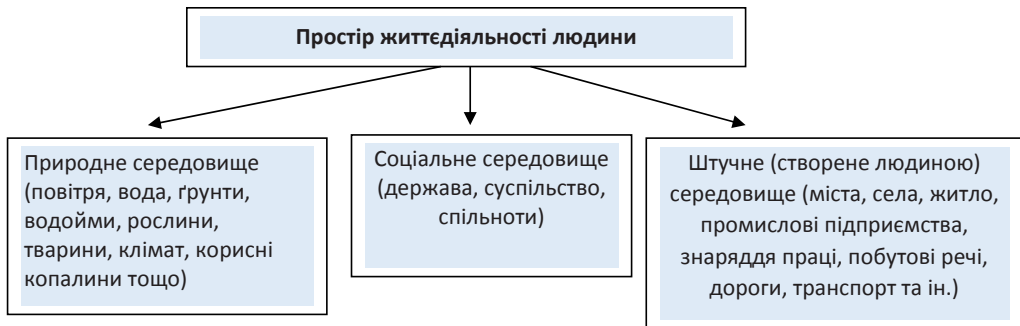 Простір життєдіяльності людини
Природне середовище
(повітря, вода, ґрунти,
водойми, рослини,
тварини, клімат, корисні
копалини тощо)
Соціальне середовище
(держава, суспільство,
спільноти)
Штучне (створене людиною)
середовище (міста, села, житло,
промислові підприємства,
знаряддя праці, побутові речі,
дороги, транспорт та ін.)